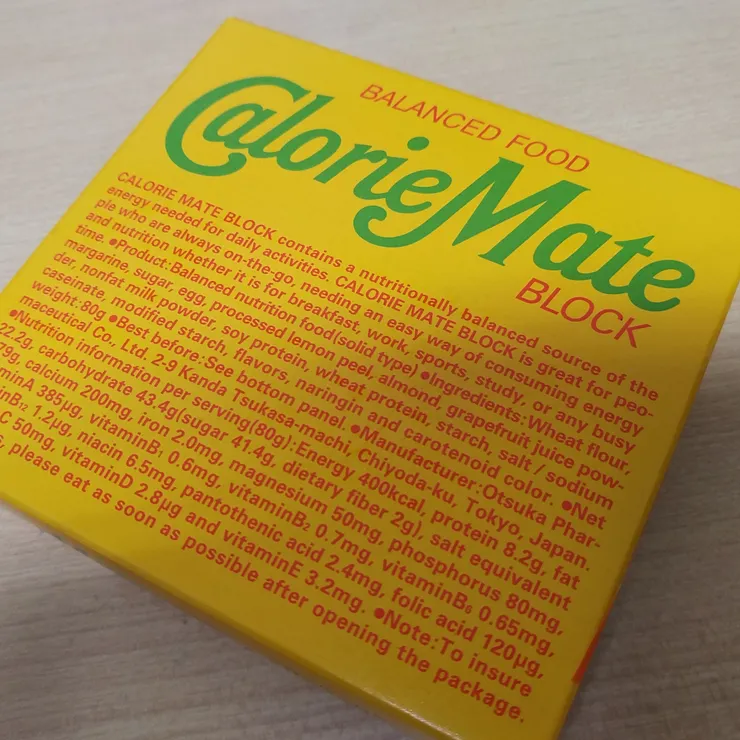 BALANCED FOOD
CalorieMate
BLOCK
CALORIE MATE BLOCK contains a nutritionally balanced source of the
energy needed for daily activities. CALORIE MATE BLOCK is great for peo-
ple who are always on-the-go, needing an easy way of consuming energy
and nutrition whether it is for breakfast, work, sports, study, or any busy
time. ●Product:Balanced nutrition food(solid type) ●Ingredients:Wheat flour,
margarine, sugar, egg, processed lemon peel, almond, grapefruit juice pow-
der, nonfat milk powder, soy protein, wheat protein, starch, salt/sodium
caseinate, modified starch, flavors, naringin and carotenoid color. ●Net
weight:80g ●Best before:See bottom panel. ●Manufacturer:Otsuka Phar-
maceutical Co., Ltd. 2-9 Kanda Tsukasa-machi, Chiyoda-ku, Tokyo, Japan.
●Nutrition information per serving(80g):Energy 400kcal, protein 8.2g, fat
22.2g, carbohydrate 43.4g(sugar 41.4g, dietary fiber 2g), salt equivalent
79g, calcium 200mg, iron 2.0mg, magnesium 50mg, phosphorus 80mg,
minA 385μg, vitaminB₁ 0.6mg, vitaminB₂ 0.7mg, vitaminB₆ 0.65mg,
inB₁₂ 1.2μg, niacin 6.5mg, pantothenic acid 2.4mg, folic acid 120μg,
C 50mg, vitaminD 2.8μg and vitaminE 3.2mg. ●Note:To insure
please eat as soon as possible after opening the package.